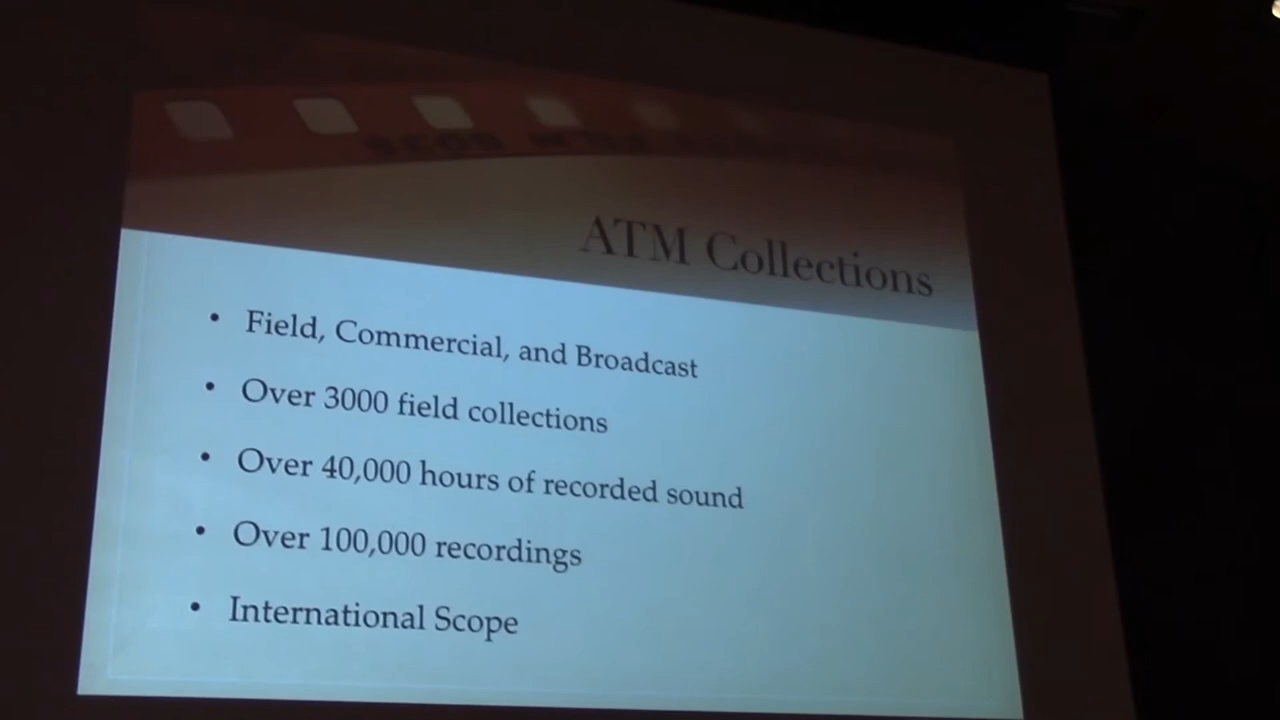 ATM Collections
• Field, Commercial, and Broadcast
• Over 3000 field collections
• Over 40,000 hours of recorded sound
• Over 100,000 recordings
• International Scope